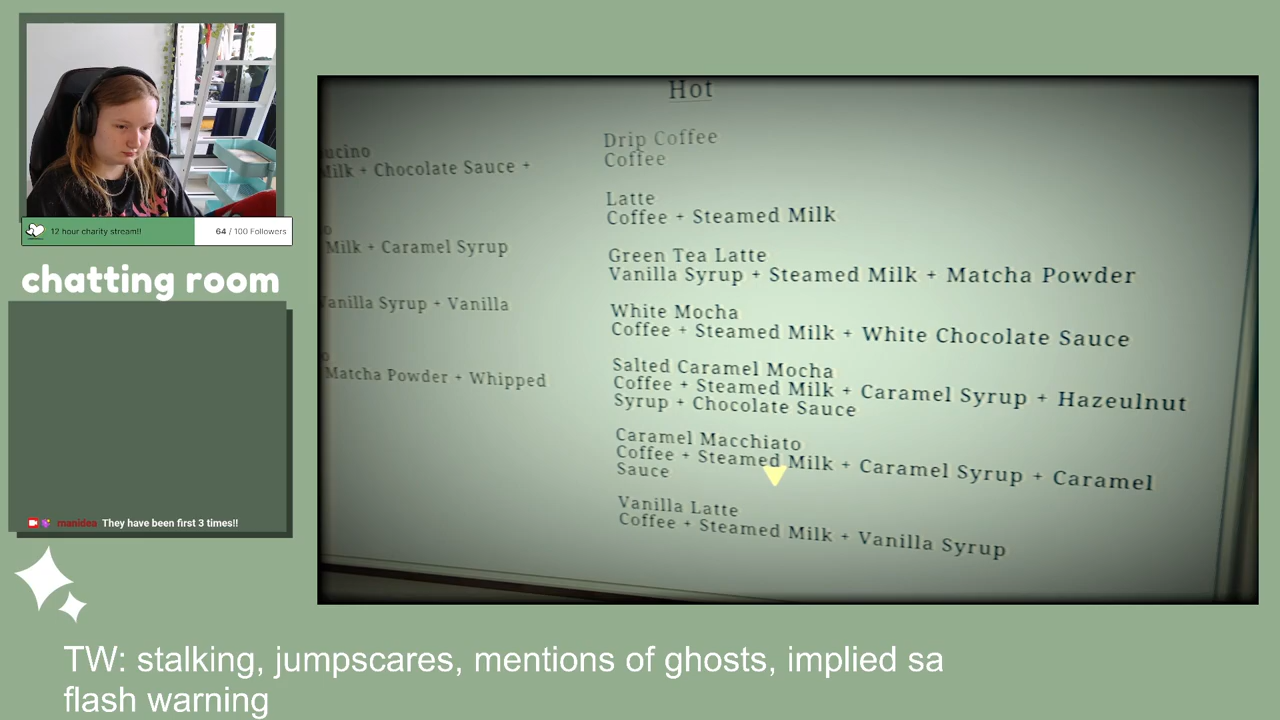 12 hour charity stream!!
64 / 100 Followers
chatting room
manidea They have been first 3 times!!
Hot
Milk + Chocolate Sauce +
Milk + Caramel Syrup
Vanilla Syrup + Vanilla
Matcha Powder + Whipped
Drip Coffee
Coffee
Latte
Coffee + Steamed Milk
Green Tea Latte
Vanilla Syrup + Steamed Milk + Matcha Powder
White Mocha
Coffee + Steamed Milk + White Chocolate Sauce
Salted Caramel Mocha
Coffee + Steamed Milk + Caramel Syrup + Hazeulnut
Syrup + Chocolate Sauce
Caramel Macchiato
Coffee + Steamed Milk + Caramel Syrup + Caramel
Sauce
Vanilla Latte
Coffee + Steamed Milk + Vanilla Syrup
TW: stalking, jumpscares, mentions of ghosts, implied sa
flash warning